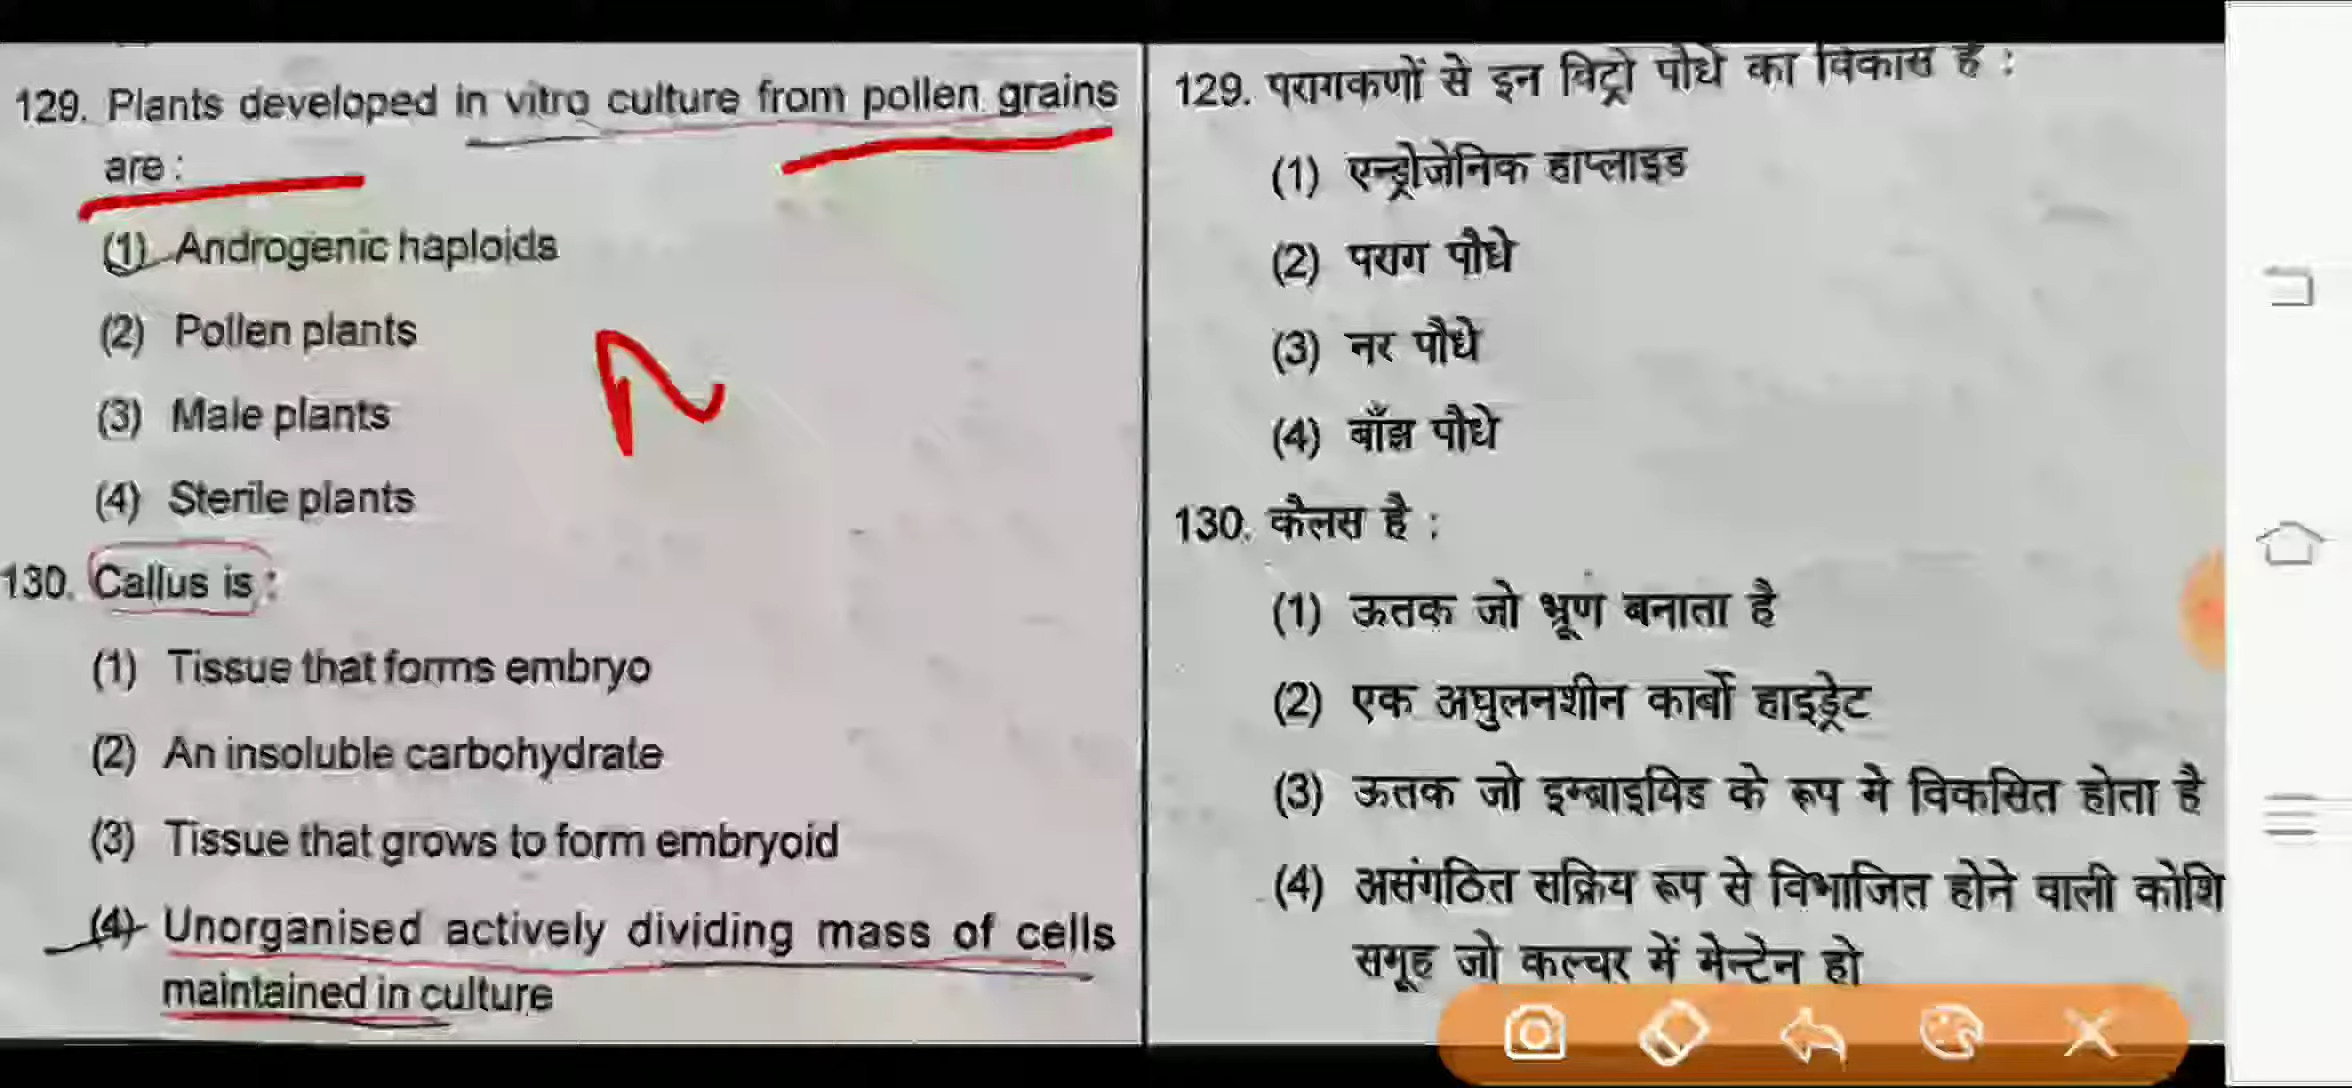 129. Plants developed in vitro culture from pollen grains
are :
(1) Androgenic haploids
(2) Pollen plants
(3) Male plants
(4) Sterile plants
130. Callus is :
(1) Tissue that forms embryo
(2) An insoluble carbohydrate
(3) Tissue that grows to form embryoid
(4) Unorganised actively dividing mass of cells
maintained in culture
129. परागकणों से इन विट्रो पौधे का विकास है :
(1) एन्ड्रोजेनिक हाप्लाइड
(2) पराग पौधे
(3) नर पौधे
(4) बाँझ पौधे
130. कैलस है :
(1) ऊतक जो भ्रूण बनाता है
(2) एक अघुलनशीन कार्बो हाइड्रेट
(3) ऊतक जो इम्ब्राइयिड के रूप मे विकसित होता है
(4) असंगठित सक्रिय रूप से विभाजित होने वाली कोशि
समूह जो कल्चर में मेन्टेन हो